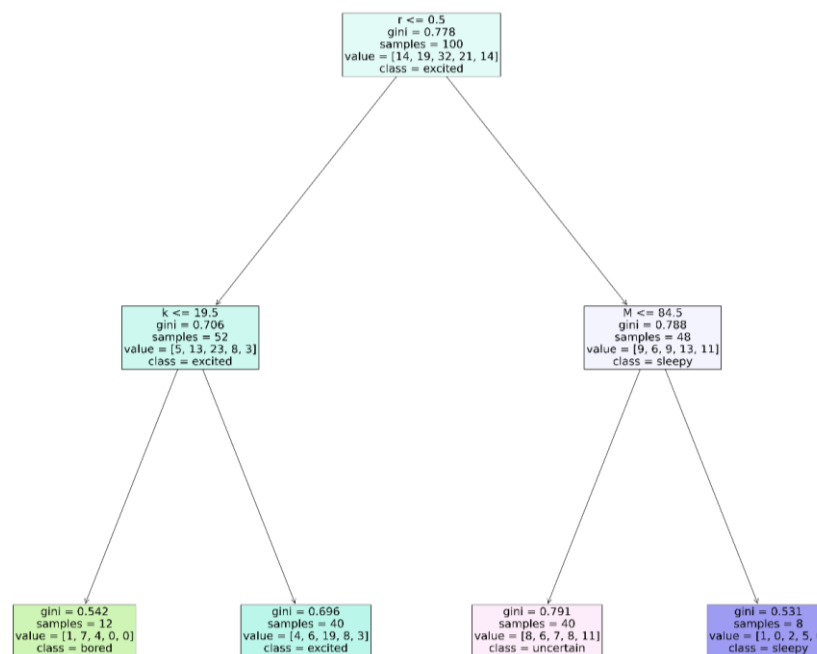 r <= 0.5
gini = 0.778
samples = 100
value = [14, 19, 32, 21, 14]
class = excited
k <= 19.5
gini = 0.706
samples = 52
value = [5, 13, 23, 8, 3]
class = excited
M <= 84.5
gini = 0.788
samples = 48
value = [9, 6, 9, 13, 11]
class = sleepy
gini = 0.542
samples = 12
value = [1, 7, 4, 0, 0]
class = bored
gini = 0.696
samples = 40
value = [4, 6, 19, 8, 3]
class = excited
gini = 0.791
samples = 40
value = [8, 6, 7, 8, 11]
class = uncertain
gini = 0.531
samples = 8
value = [1, 0, 2, 5,
class = sleepy